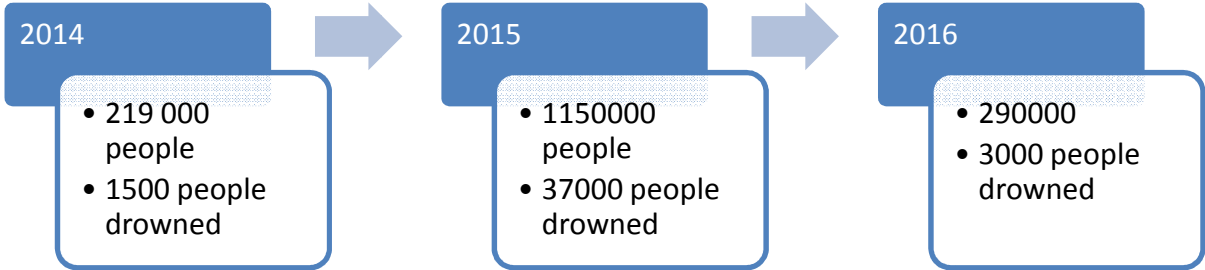 2014
• 219 000
people
• 1500 people
drowned
2015
• 1150000
people
• 37000 people
drowned
2016
• 290000
• 3000 people
drowned